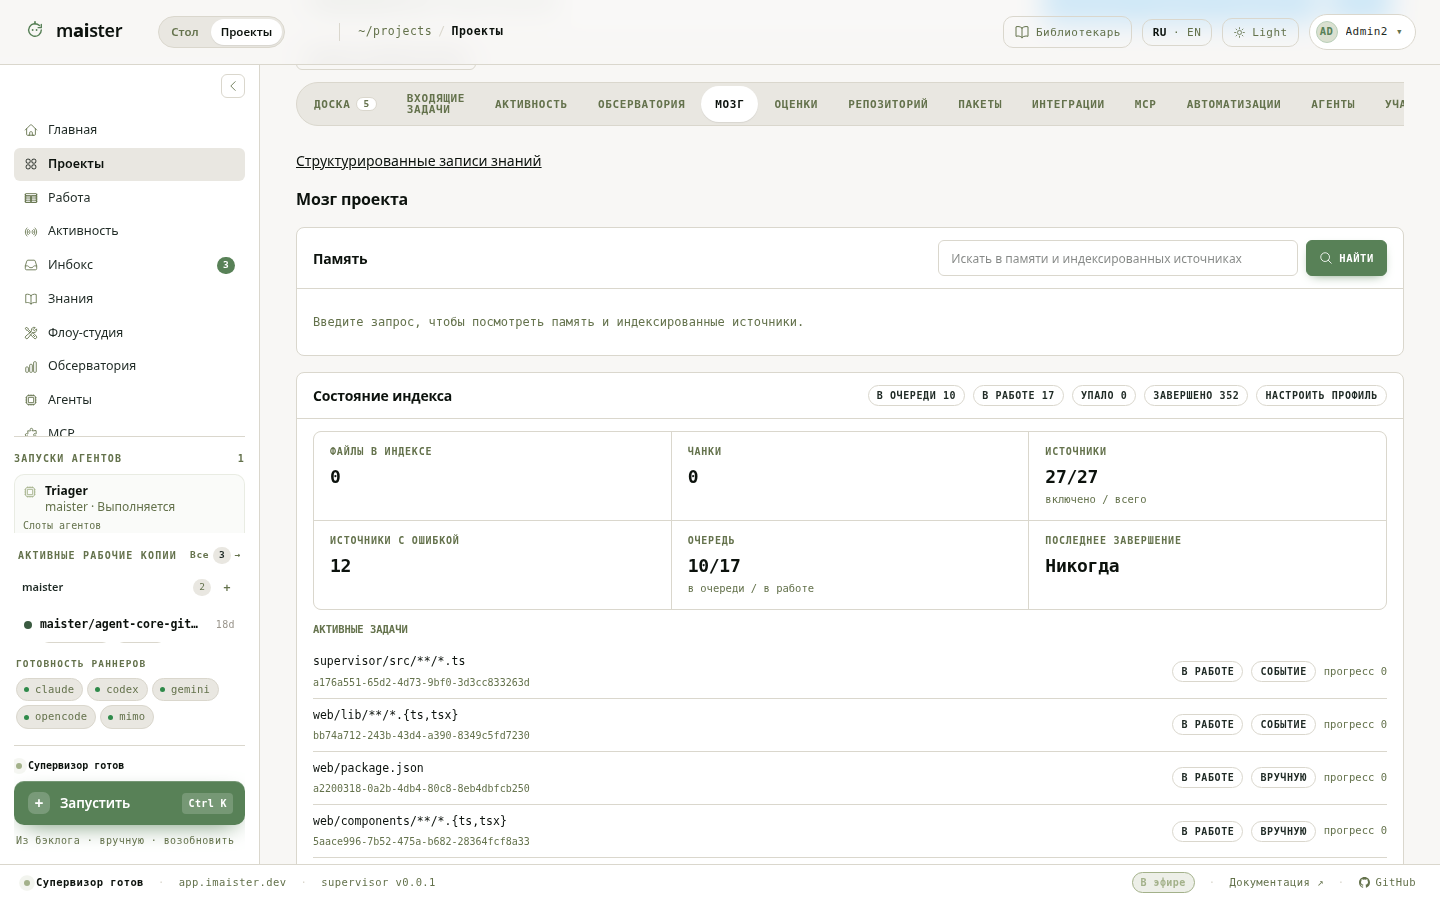 maister
Стол
Проекты
~/projects / Проекты
Библиотекарь
RU · EN
Light
AD
Admin2
Главная
Проекты
Работа
Активность
Инбокс
3
Знания
Флоу-студия
Обсерватория
Агенты
MCP
ЗАПУСКИ АГЕНТОВ
1
Triager
maister · Выполняется
Слоты агентов
АКТИВНЫЕ РАБОЧИЕ КОПИИ
Все 3 →
maister
2 +
maister/agent-core-git…
18d
ГОТОВНОСТЬ РАННЕРОВ
claude
codex
gemini
opencode
mimo
Супервизор готов
+ Запустить
Ctrl K
Из бэклога · вручную · возобновить
ДОСКА 5
ВХОДЯЩИЕ
ЗАДАЧИ
АКТИВНОСТЬ
ОБСЕРВАТОРИЯ
МОЗГ
ОЦЕНКИ
РЕПОЗИТОРИЙ
ПАКЕТЫ
ИНТЕГРАЦИИ
MCP
АВТОМАТИЗАЦИИ
АГЕНТЫ
УЧА
Структурированные записи знаний
Мозг проекта
Память
Искать в памяти и индексированных источниках
НАЙТИ
Введите запрос, чтобы посмотреть память и индексированные источники.
Состояние индекса
В ОЧЕРЕДИ 10
В РАБОТЕ 17
УПАЛО 0
ЗАВЕРШЕНО 352
НАСТРОИТЬ ПРОФИЛЬ
ФАЙЛЫ В ИНДЕКСЕ
0
ЧАНКИ
0
ИСТОЧНИКИ
27/27
включено / всего
ИСТОЧНИКИ С ОШИБКОЙ
12
ОЧЕРЕДЬ
10/17
в очереди / в работе
ПОСЛЕДНЕЕ ЗАВЕРШЕНИЕ
Никогда
АКТИВНЫЕ ЗАДАЧИ
supervisor/src/**/*.ts
a176a551-65d2-4d73-9bf0-3d3cc833263d
В РАБОТЕ
СОБЫТИЕ
прогресс 0
web/lib/**/*.{ts,tsx}
bb74a712-243b-43d4-a390-8349c5fd7230
В РАБОТЕ
СОБЫТИЕ
прогресс 0
web/package.json
a2200318-0a2b-4db4-80c8-8eb4dbfcb250
В РАБОТЕ
ВРУЧНУЮ
прогресс 0
web/components/**/*.{ts,tsx}
5aace996-7b52-475a-b682-28364fcf8a33
В РАБОТЕ
ВРУЧНУЮ
прогресс 0
Супервизор готов · app.imaister.dev · supervisor v0.0.1
В эфире · Документация ↗ · GitHub